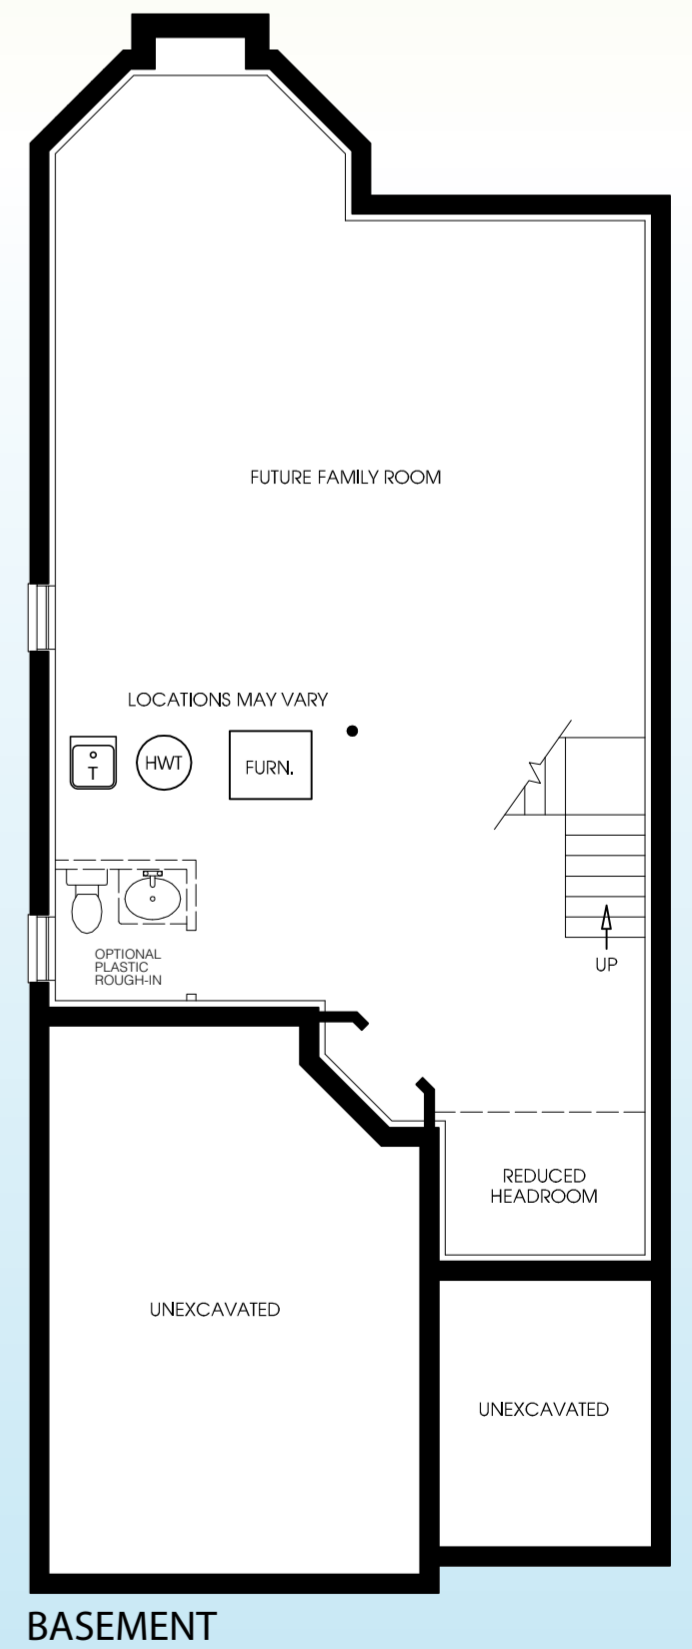 FUTURE FAMILY ROOM
LOCATIONS MAY VARY
T
HWT
FURN.
OPTIONAL
PLASTIC
ROUGH-IN
UP
REDUCED
HEADROOM
UNEXCAVATED
UNEXCAVATED
BASEMENT